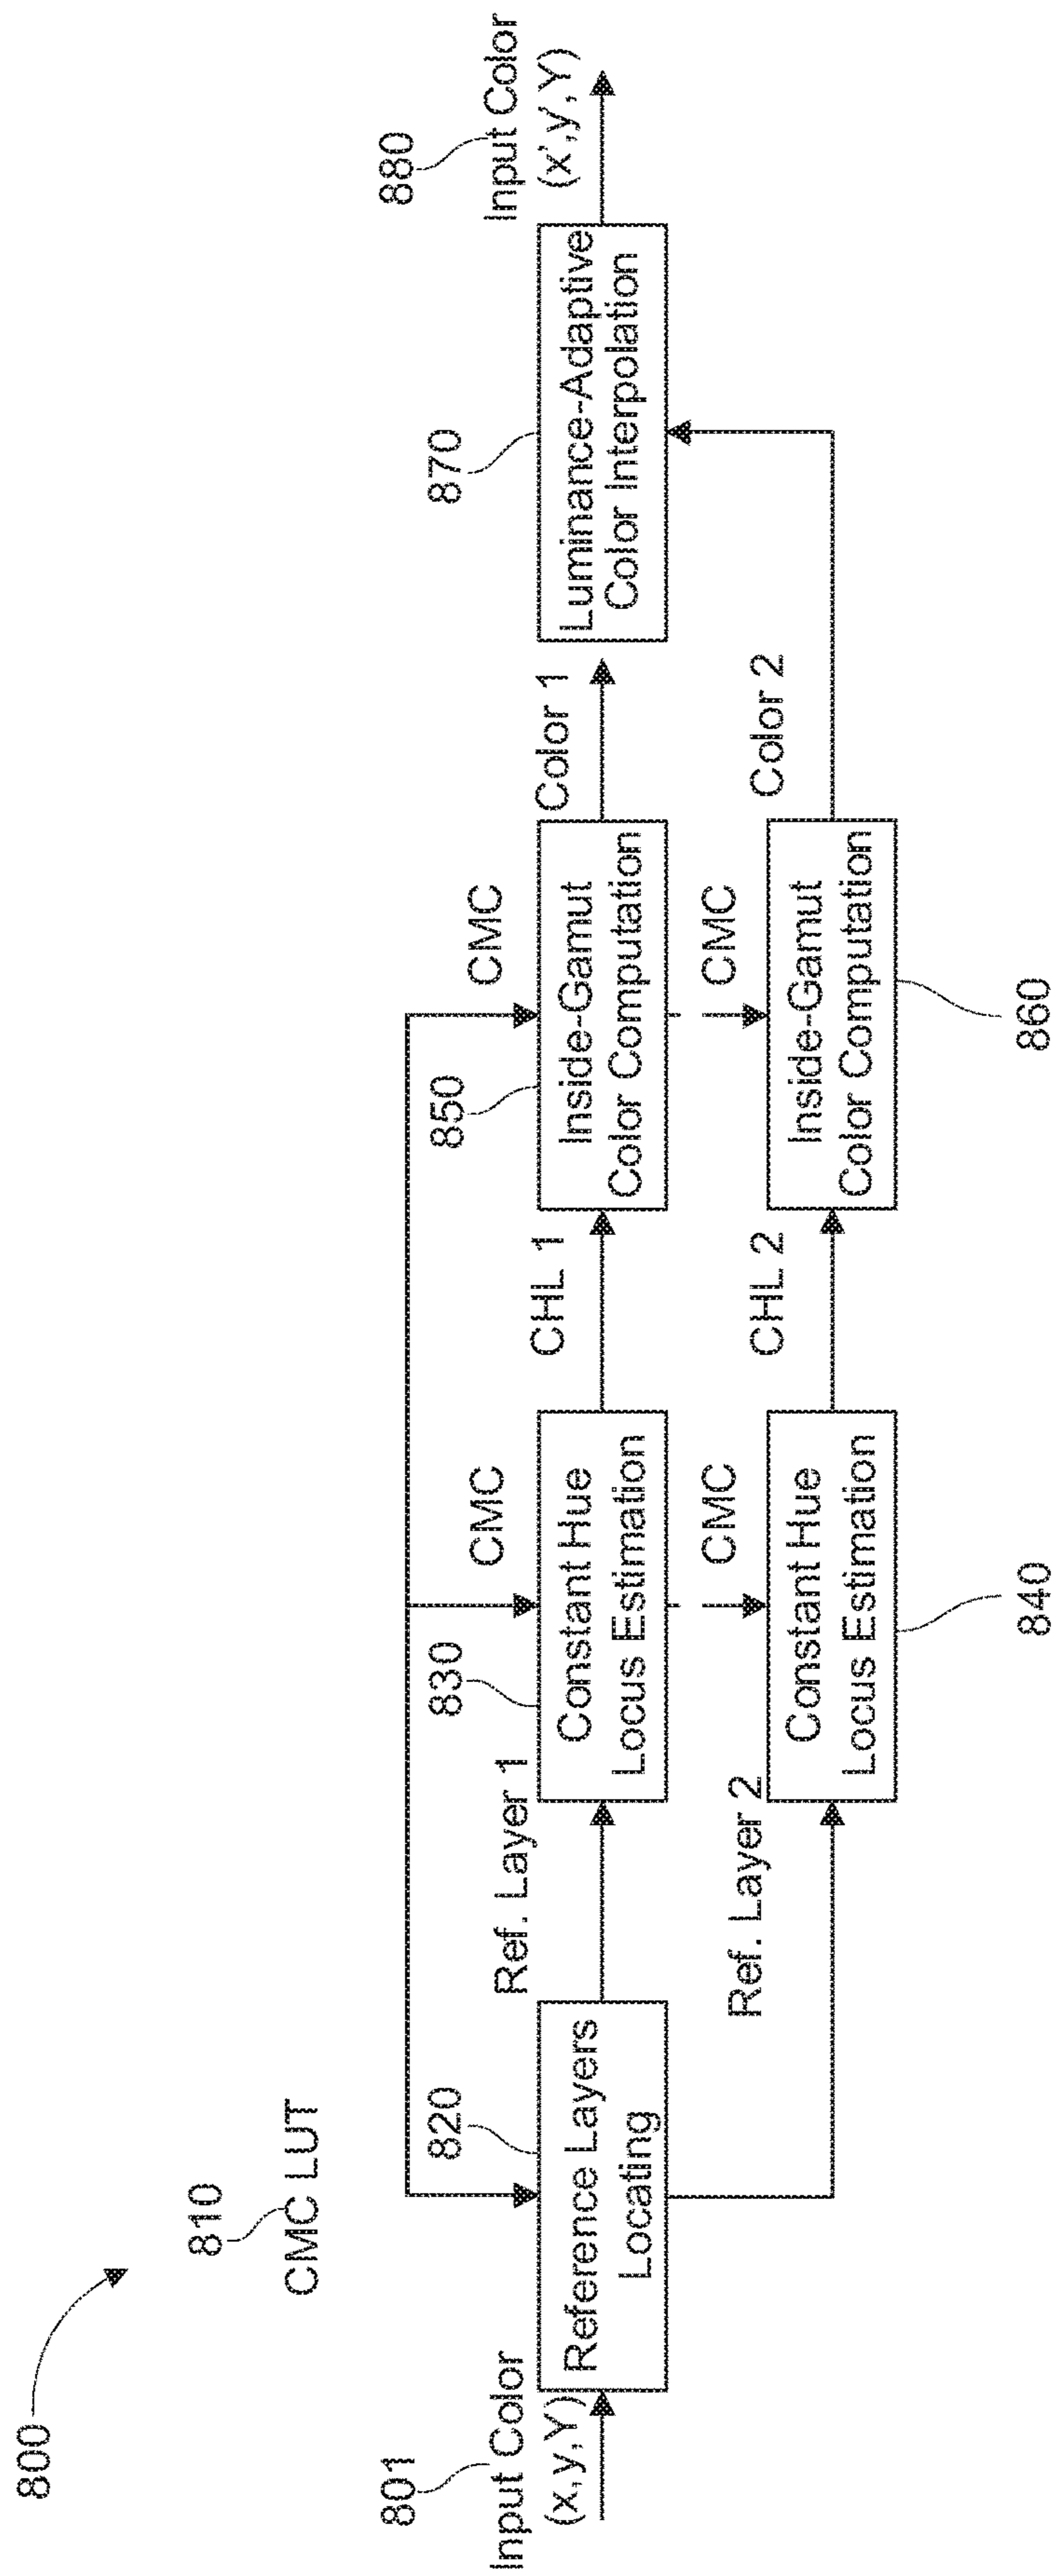 800
810
CMC LUT
801
Input Color
(x,y,Y)
820
Reference Layers
Locating
Ref. Layer 1
Ref. Layer 2
830
CMC
Constant Hue
Locus Estimation
CMC
Constant Hue
Locus Estimation
840
CHL 1
CHL 2
850
CMC
Inside-Gamut
Color Computation
CMC
Inside-Gamut
Color Computation
860
Color 1
Color 2
870
Luminance-Adaptive
Color Interpolation
880
Input Color
(x',y',Y)